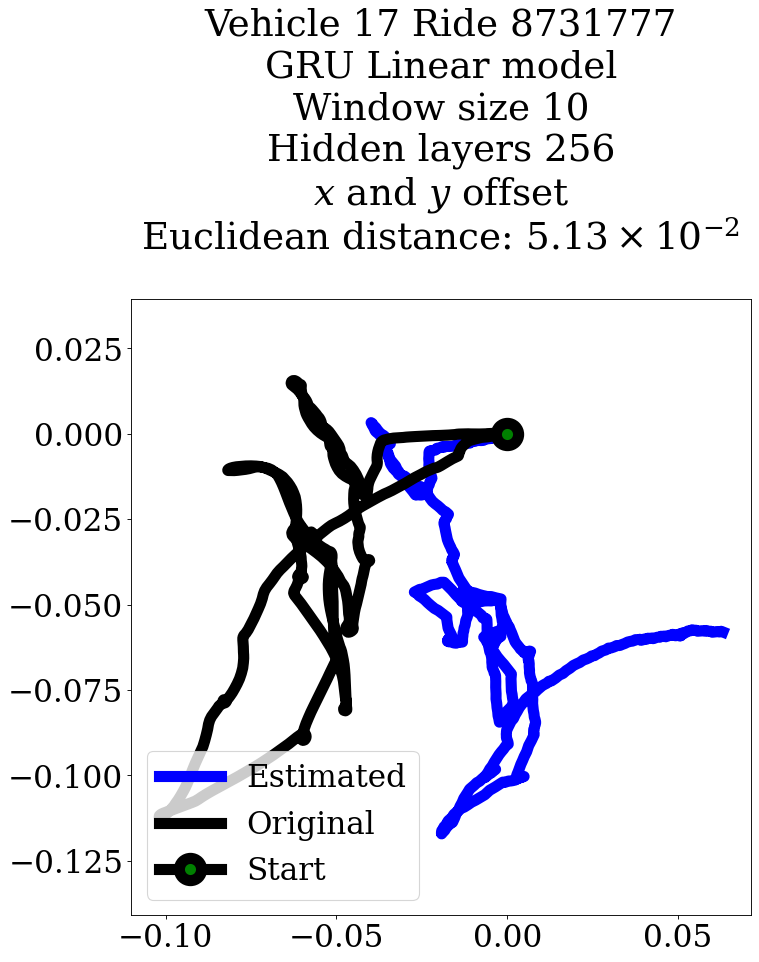 Vehicle 17 Ride 8731777
GRU Linear model
Window size 10
Hidden layers 256
x and y offset
Euclidean distance: 5.13 × 10⁻²
0.025
0.000
−0.025
−0.050
−0.075
−0.100
−0.125
Estimated
Original
Start
−0.10 −0.05 0.00 0.05